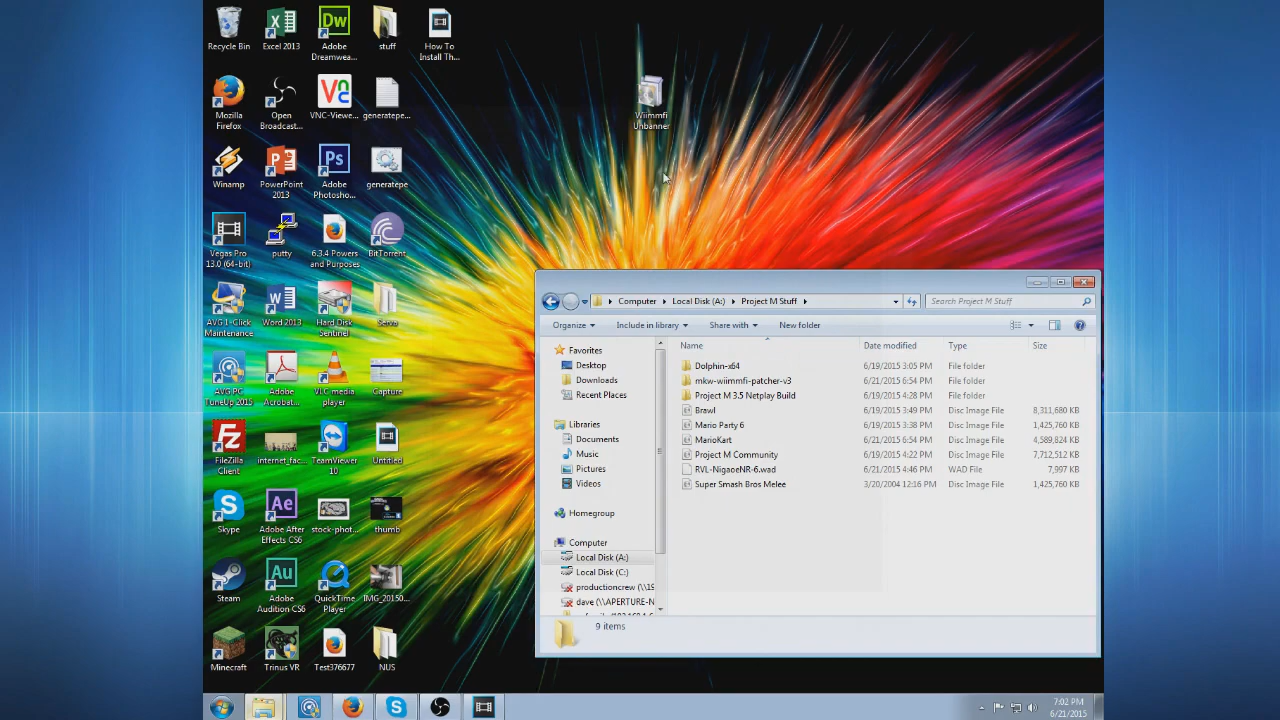 Recycle Bin
Excel 2013
Adobe
Dreamwea...
stuff
How To
Install Th...
Mozilla
Firefox
Open
Broadcast...
VNC-Viewe...
generatepe...
Wiimmfi
Unbanner
Winamp
PowerPoint
2013
Adobe
Photosho...
generatepe
Vegas Pro
13.0 (64-bit)
putty
6.3.4 Powers
and Purposes
BitTorrent
AVG 1-Click
Maintenance
Word 2013
Hard Disk
Sentinel
Serva
AVG PC
TuneUp 2015
Adobe
Acrobat...
VLC media
player
Capture
FileZilla
Client
internet_fac...
TeamViewer
10
Untitled
Skype
Adobe After
Effects CS6
stock-phot...
thumb
Steam
Adobe
Audition CS6
QuickTime
Player
IMG_20150...
Minecraft
Trinus VR
Test376677
NUS
Computer
Local Disk (A:)
Project M Stuff
Search Project M Stuff
Organize
Include in library
Share with
New folder
Favorites
Desktop
Downloads
Recent Places
Libraries
Documents
Music
Pictures
Videos
Homegroup
Computer
Local Disk (A:)
Local Disk (C:)
productioncrew (\\19
dave (\\APERTURE-N
Name Date modified Type Size
Dolphin-x64 6/19/2015 3:05 PM File folder
mkw-wiimmfi-patcher-v3 6/21/2015 6:54 PM File folder
Project M 3.5 Netplay Build 6/19/2015 4:28 PM File folder
Brawl 6/19/2015 3:49 PM Disc Image File 8,311,680 KB
Mario Party 6 6/19/2015 3:38 PM Disc Image File 1,425,760 KB
MarioKart 6/21/2015 6:54 PM Disc Image File 4,589,824 KB
Project M Community 6/19/2015 4:22 PM Disc Image File 7,712,512 KB
RVL-NigaoeNR-6.wad 6/21/2015 4:46 PM WAD File 7,997 KB
Super Smash Bros Melee 3/20/2004 12:16 PM Disc Image File 1,425,760 KB
9 items
7:02 PM
6/21/2015